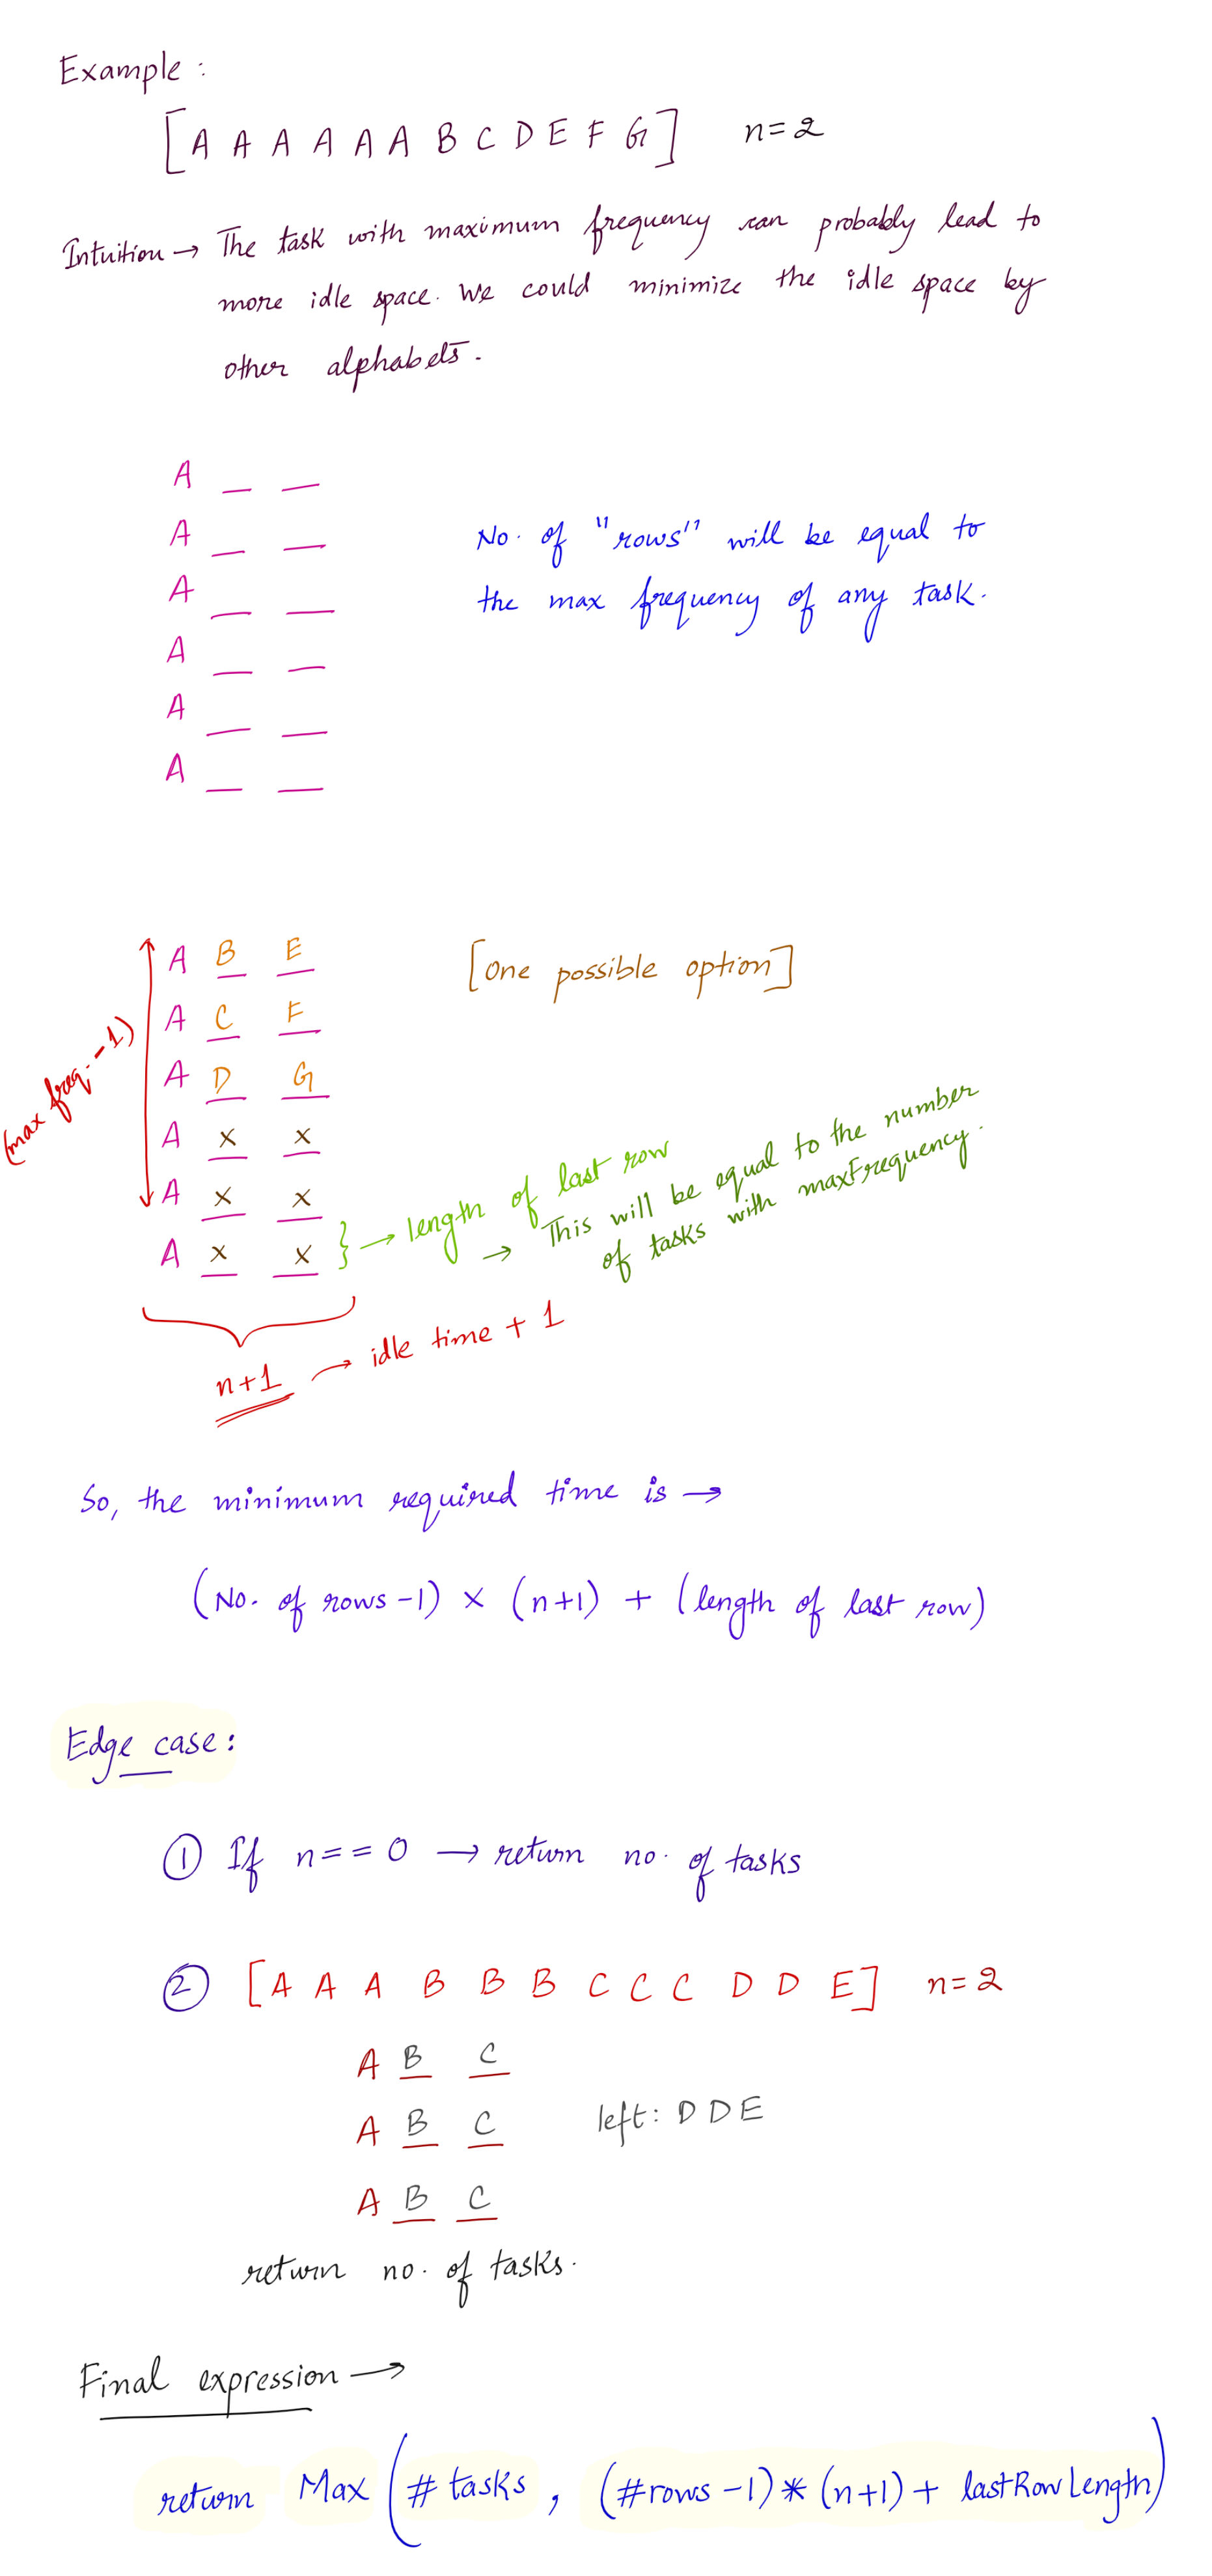 Example :
[A A A A A A B C D E F G] n=2
Intuition → The task with maximum frequency can probably lead to
more idle space. We could minimize the idle space by
other alphabets.
A _ _
A _ _
No. of "rows" will be equal to
A _ _
the max frequency of any task.
A _ _
A _ _
A _ _
A B E [one possible option]
A C F
(max freq. -1)
A D G
A x x
A x x
A x x } → length of last row
→ This will be equal to the number
of tasks with maxFrequency.
n+1 → idle time + 1
So, the minimum required time is →
(No. of rows -1) × (n+1) + (length of last row)
Edge case:
① If n == 0 → return no. of tasks
② [A A A B B B C C C D D E] n=2
A B C
A B C left: D D E
A B C
return no. of tasks.
Final expression →
return Max (# tasks , (#rows -1) * (n+1) + lastRowLength)